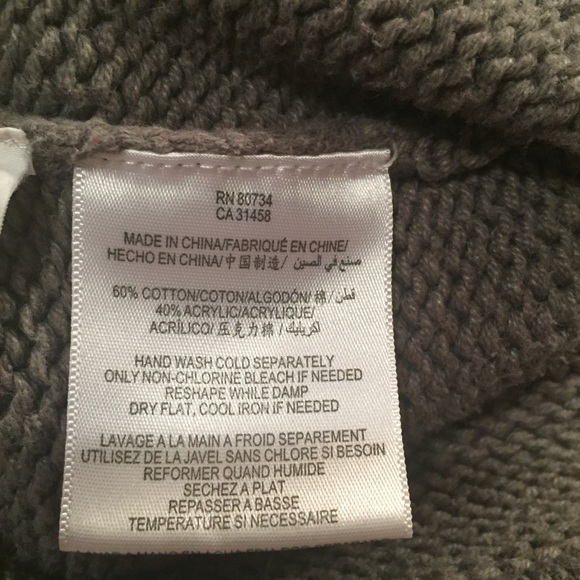 RN 80734
CA 31458
MADE IN CHINA/FABRIQUÉ EN CHINE/
HECHO EN CHINA/中国制造/ صنع في الصين
60% COTTON/COTON/ALGODÓN/棉/ قطن
40% ACRYLIC/ACRYLIQUE/
ACRÍLICO/压克力棉/ اكريليك
HAND WASH COLD SEPARATELY
ONLY NON-CHLORINE BLEACH IF NEEDED
RESHAPE WHILE DAMP
DRY FLAT, COOL IRON IF NEEDED
LAVAGE A LA MAIN A FROID SEPAREMENT
UTILISEZ DE LA JAVEL SANS CHLORE SI BESOIN
REFORMER QUAND HUMIDE
SECHEZ A PLAT
REPASSER A BASSE
TEMPERATURE SI NECESSAIRE